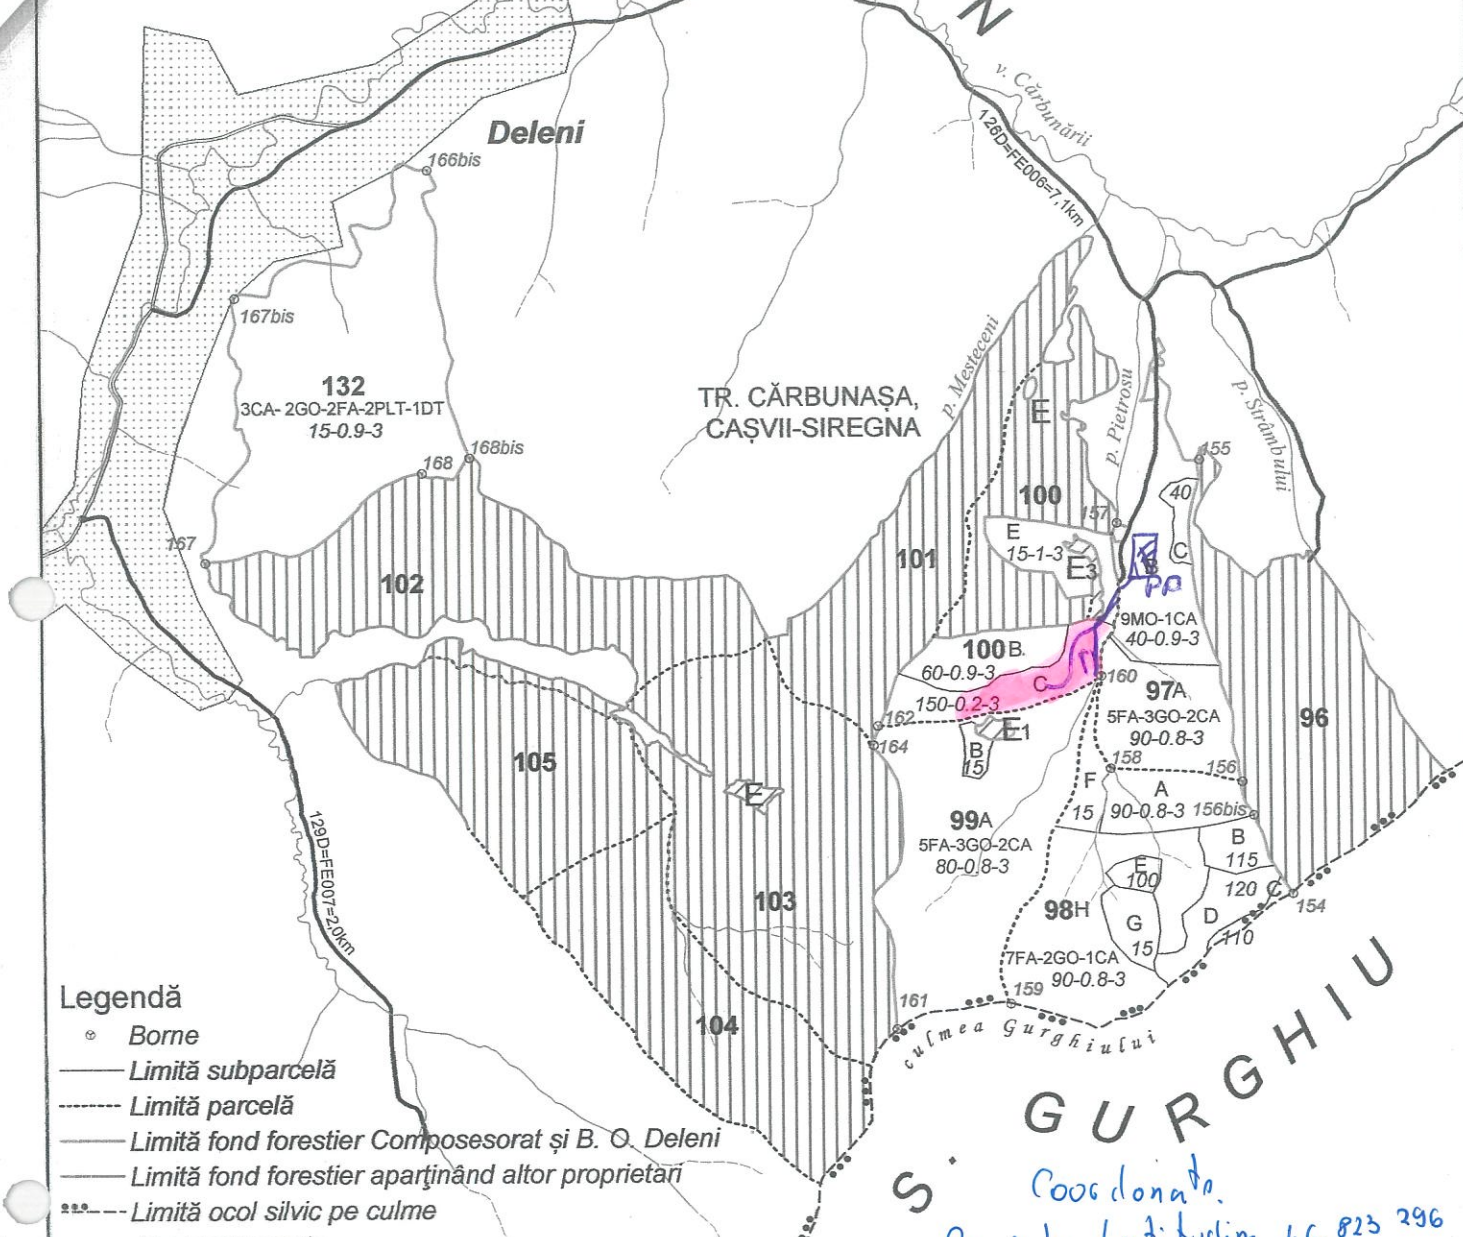 N
v. Cărbunării
126D=FE006=7,1km
Deleni
166bis
167bis
132
3CA- 2GO-2FA-2PLT-1DT
15-0.9-3
TR. CĂRBUNAȘA,
CAȘVII-SIREGNA
p. Mesteceni
p. Pietrosu
p. Strâmbului
168bis
168
155
E
40
100
157
E
15-1-3
C
167
101
E3
102
PP
9MO-1CA
40-0.9-3
100B
60-0.9-3
C
160
97A
150-0.2-3
5FA-3GO-2CA
90-0.8-3
96
162
E1
164
B
15
158
156
105
E
F
A
15
90-0.8-3
156bis
99A
5FA-3GO-2CA
80-0.8-3
B
115
E
100
120 C
154
129D=FE007=2,0km
103
98H
G
D
15
110
7FA-2GO-1CA
90-0.8-3
161
159
104
culmea Gurghiului
S. GURGHIU
Legendă
Borne
Limită subparcelă
Limită parcelă
Limită fond forestier Composesorat și B. O. Deleni
Limită fond forestier aparţinând altor proprietari
Limită ocol silvic pe culme
823 296